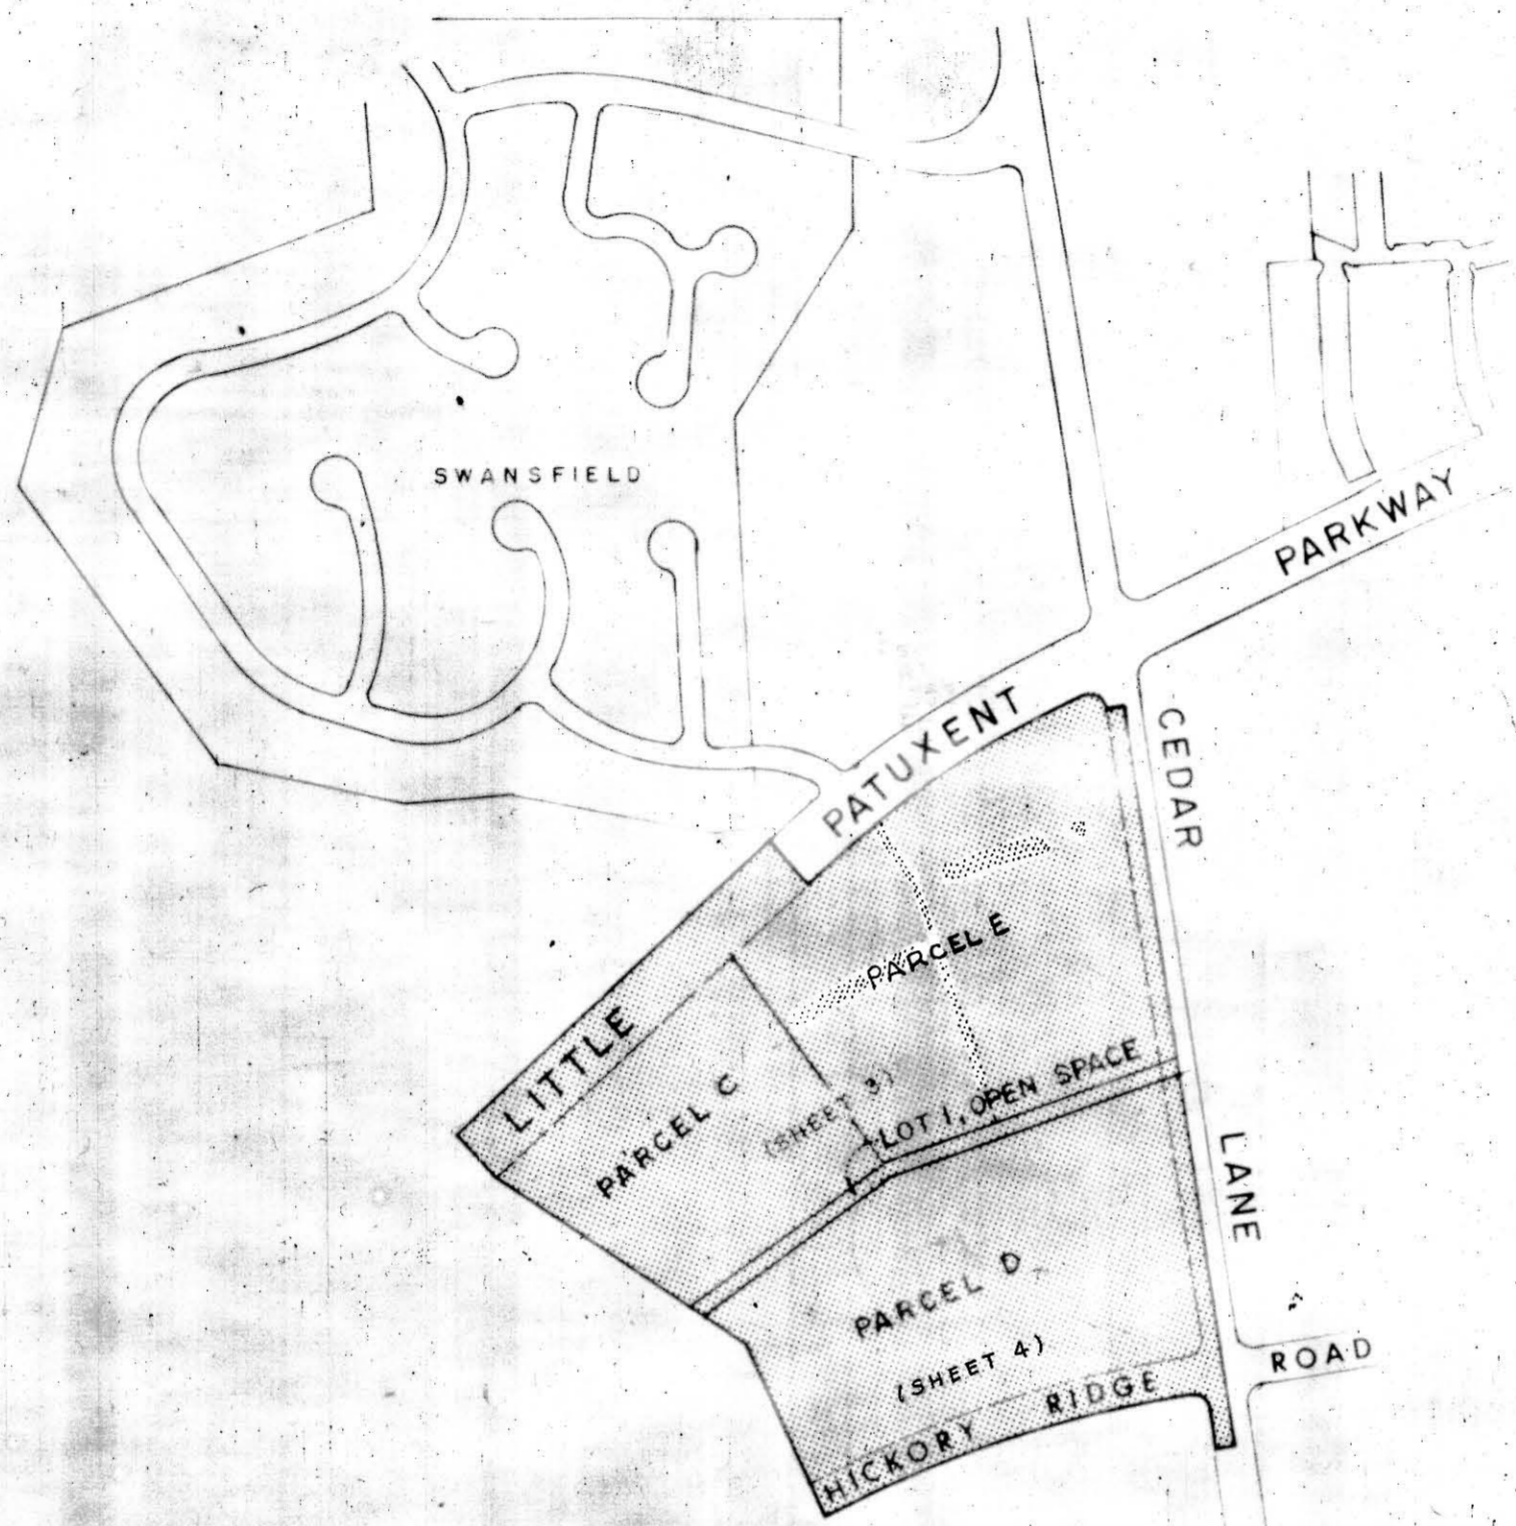 SWANSFIELD
LITTLE PATUXENT PARKWAY
CEDAR LANE
PARCEL E
LOT 1, OPEN SPACE
(SHEET 3)
PARCEL C
PARCEL D
(SHEET 4)
HICKORY RIDGE ROAD